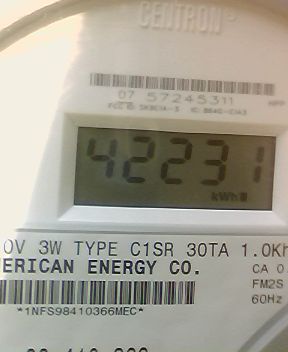 CENTRON
07 57245311
42231
kWh
0V 3W TYPE C1SR 30TA 1.0Kh
ERICAN ENERGY CO.
CA 0.
FM2S
60Hz
*1NFS98410366MEC*